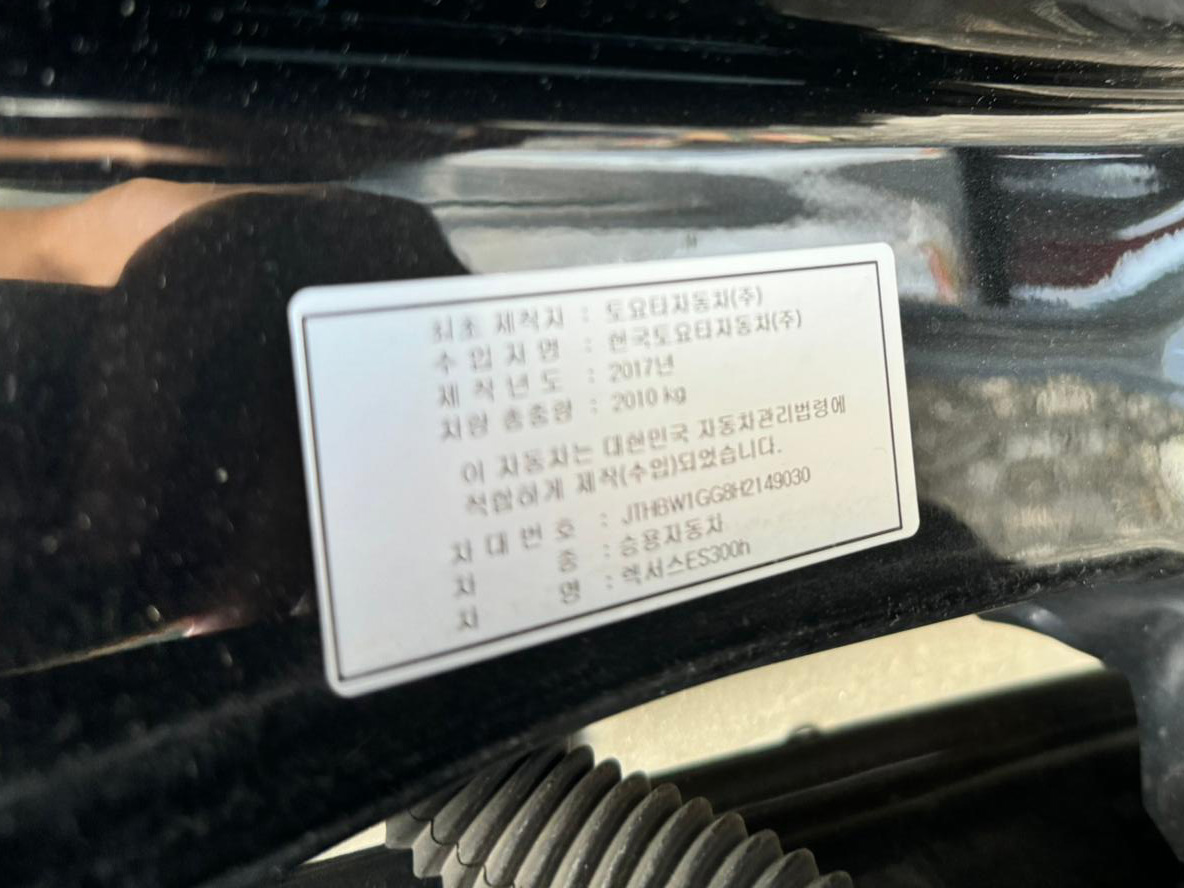 최초 제작자 : 토요타자동차(주)
수 입 자 명 : 한국토요타자동차(주)
제 작 년 도 : 2017년
차량 총중량 : 2010 kg
이 자동차는 대한민국 자동차관리법령에
적합하게 제작(수입)되었습니다.
차 대 번 호 : JTHBW1GG8H2149030
차 종 : 승용자동차
차 명 : 렉서스ES300h